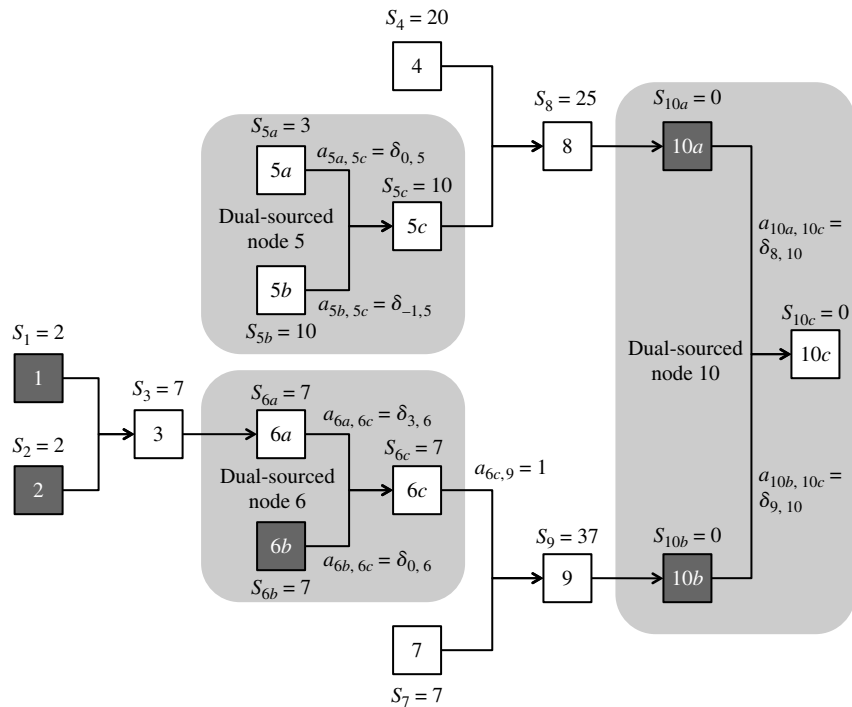 S4 = 20
4
S8 = 25
8
S10a = 0
10a
S5a = 3
5a
a5a, 5c = δ0, 5
S5c = 10
5c
Dual-sourced
node 5
5b
a5b, 5c = δ−1,5
S5b = 10
a10a, 10c =
δ8, 10
S10c = 0
10c
Dual-sourced
node 10
S1 = 2
1
S2 = 2
2
S3 = 7
3
S6a = 7
6a
a6a, 6c = δ3, 6
S6c = 7
6c
Dual-sourced
node 6
6b
a6b, 6c = δ0, 6
S6b = 7
a6c, 9 = 1
S9 = 37
9
a10b, 10c =
δ9, 10
S10b = 0
10b
7
S7 = 7